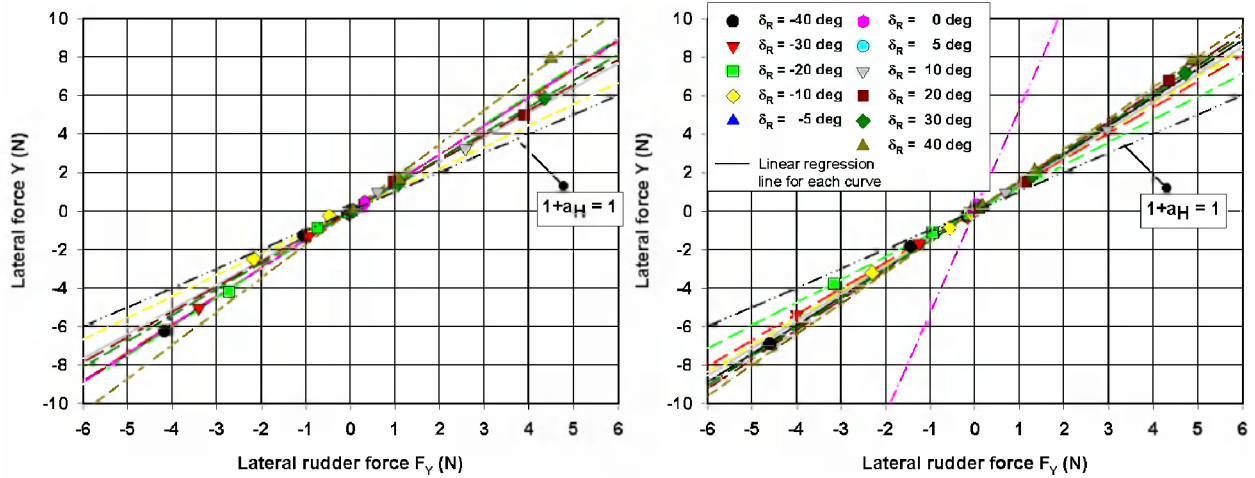 10
8
6
4
2
0
-2
-4
-6
-8
-10
Lateral force Y (N)
1+aH = 1
-6 -5 -4 -3 -2 -1 0 1 2 3 4 5 6
Lateral rudder force FY (N)
10
8
6
4
2
0
-2
-4
-6
-8
-10
Lateral force Y (N)
δR = -40 deg
δR = -30 deg
δR = -20 deg
δR = -10 deg
δR = -5 deg
δR = 0 deg
δR = 5 deg
δR = 10 deg
δR = 20 deg
δR = 30 deg
δR = 40 deg
Linear regression
line for each curve
1+aH = 1
-6 -5 -4 -3 -2 -1 0 1 2 3 4 5 6
Lateral rudder force FY (N)